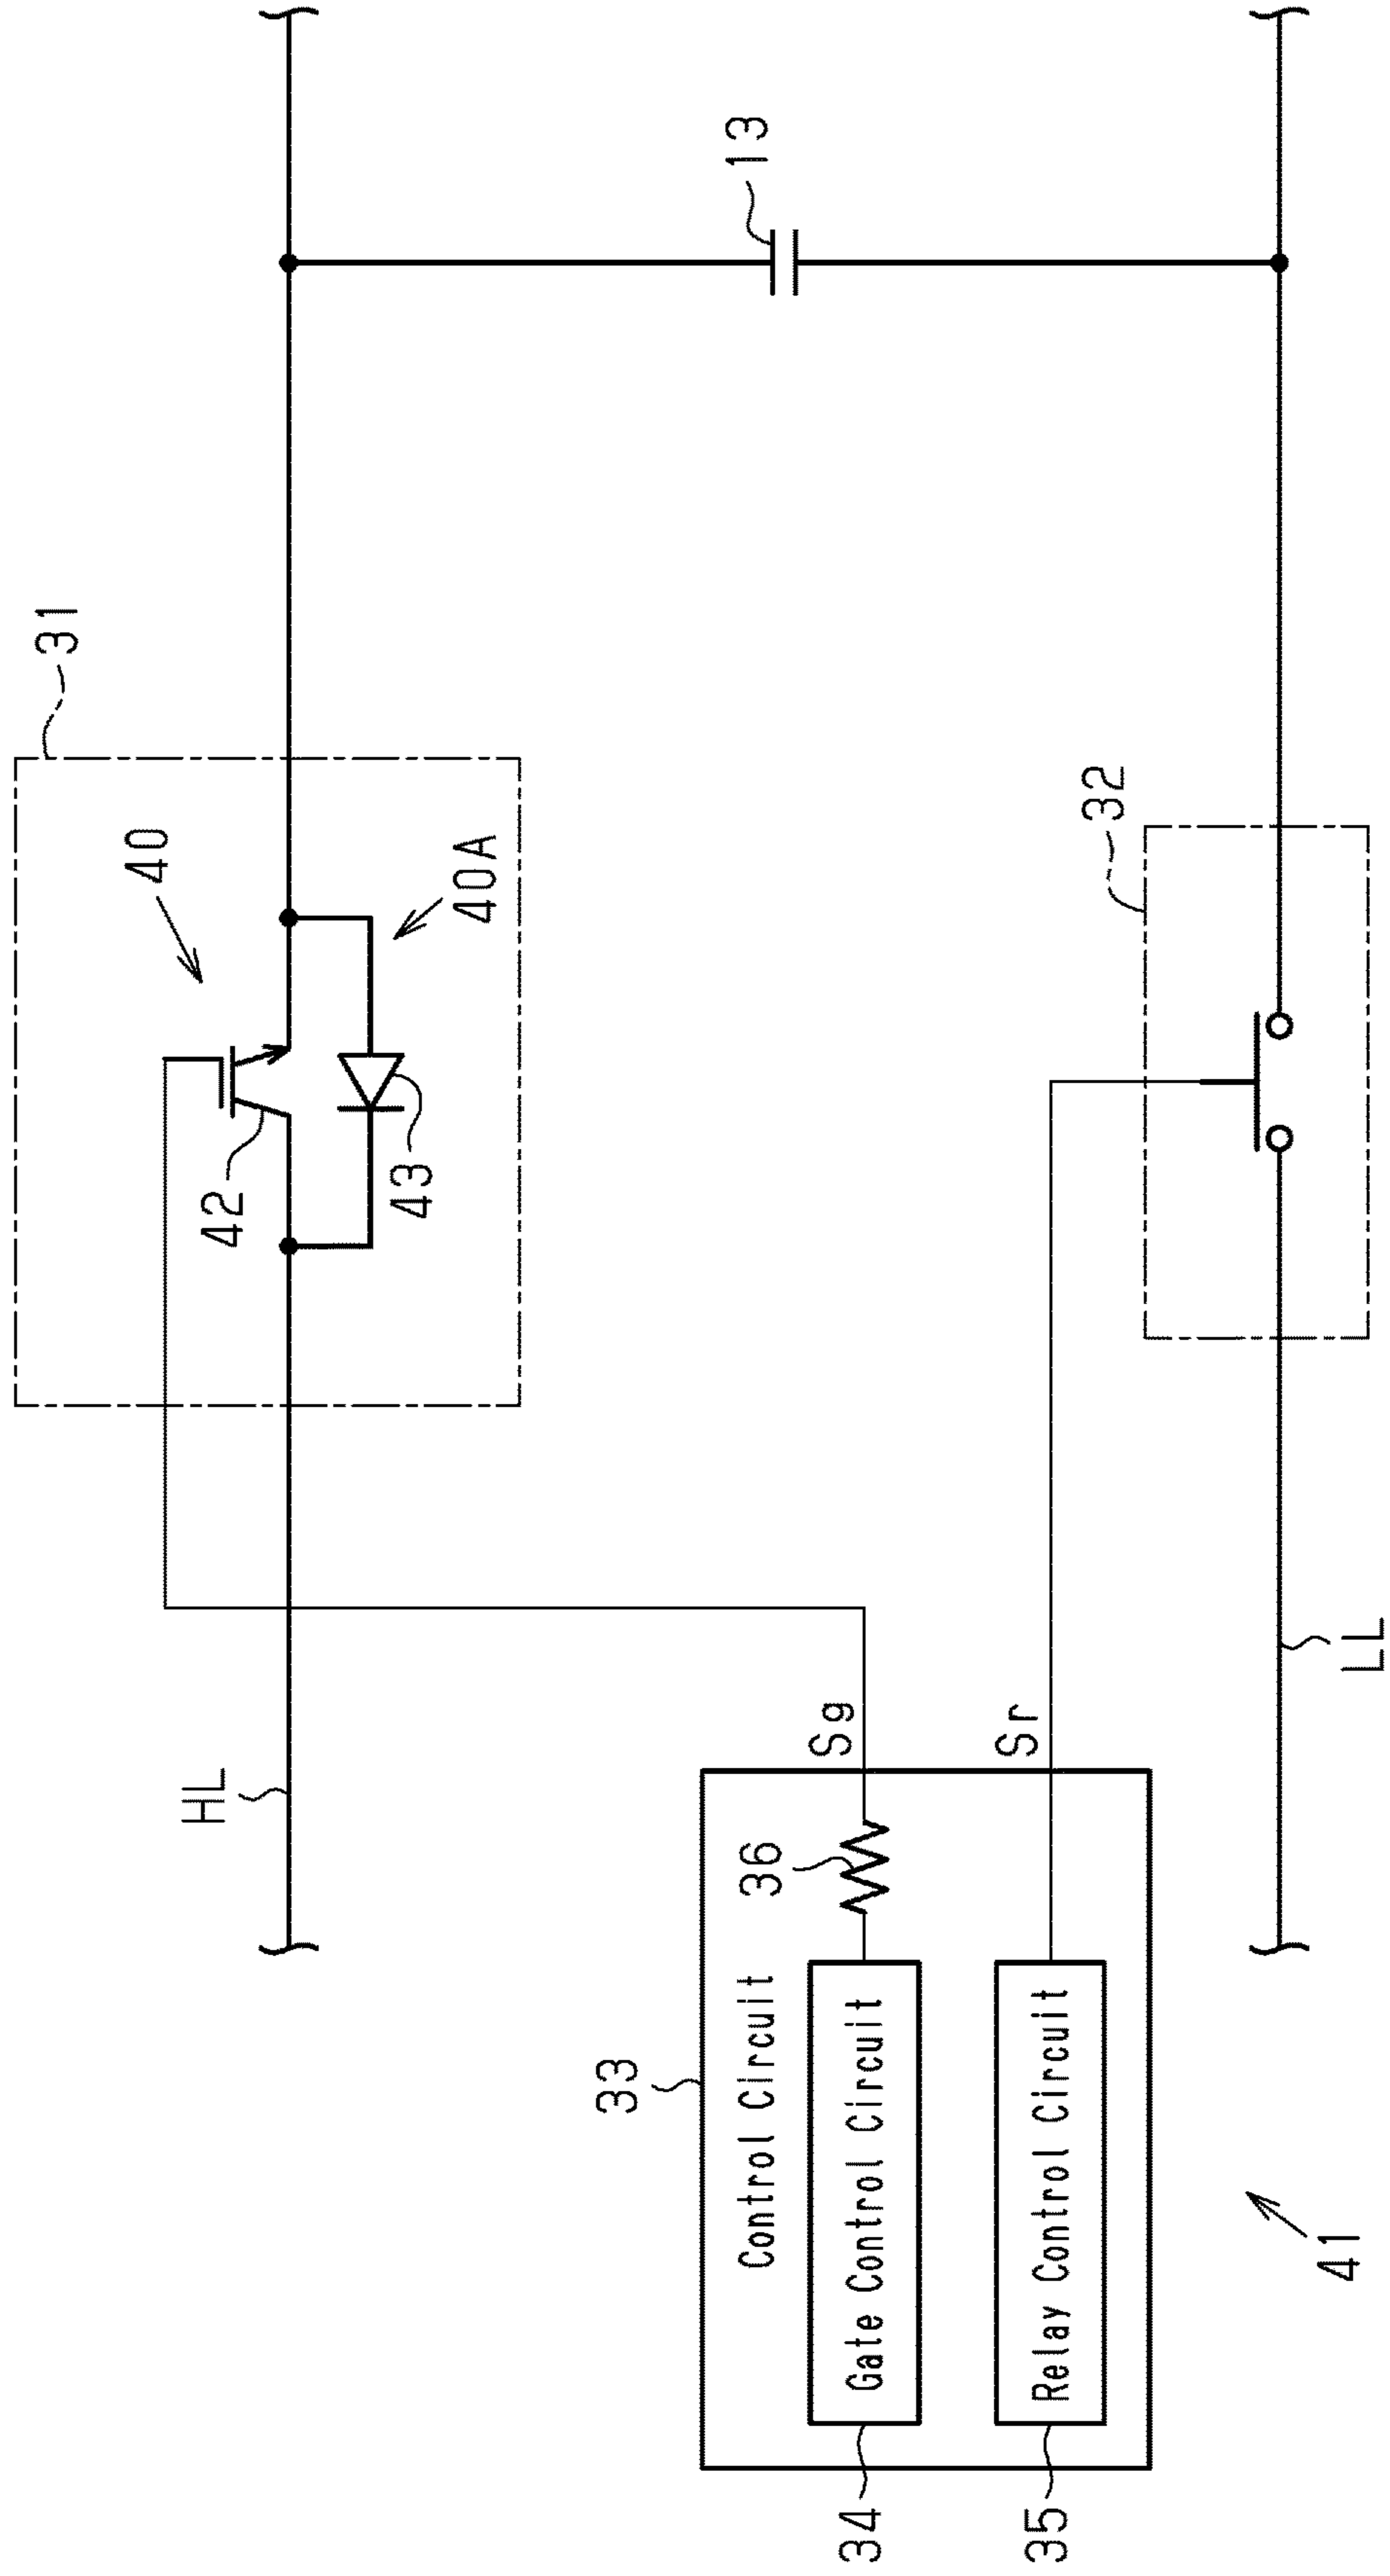 31
40
40A
42
43
13
HL
32
33
Control Circuit
36
Sg
34
Gate Control Circuit
Sr
35
Relay Control Circuit
LL
41